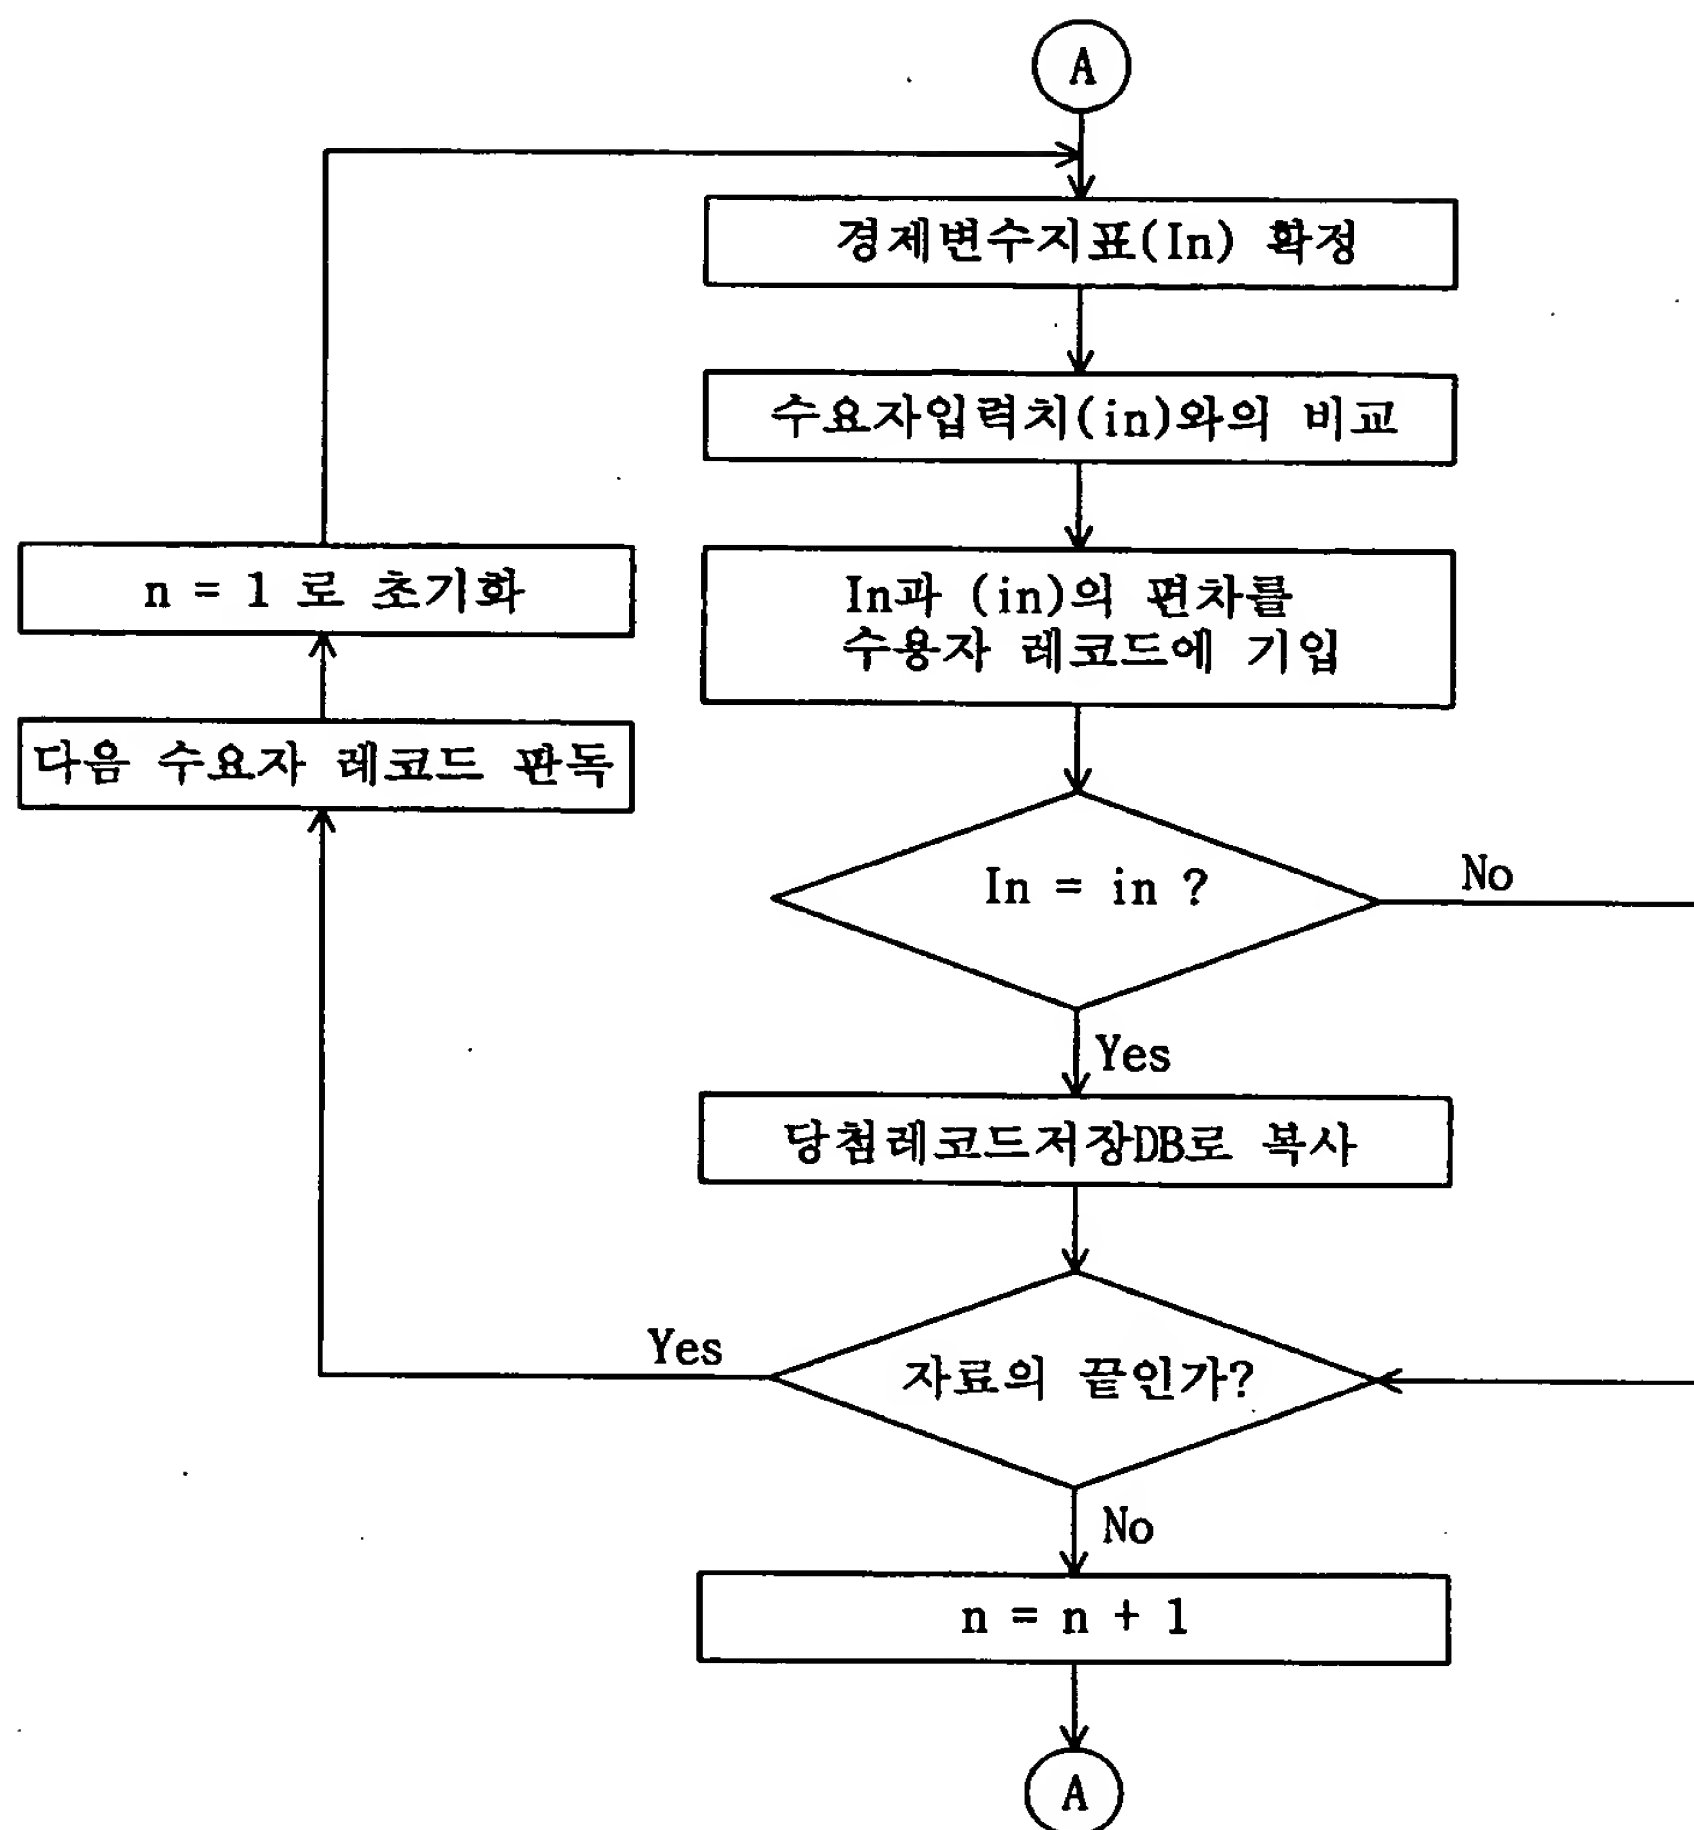 A
경제변수지표(In) 확정
수요자입력치(in)와의 비교
n = 1 로 초기화
In과 (in)의 편차를
수용자 레코드에 기입
다음 수요자 레코드 판독
In = in ?
No
Yes
당첨레코드저장DB로 복사
Yes
자료의 끝인가?
No
n = n + 1
A